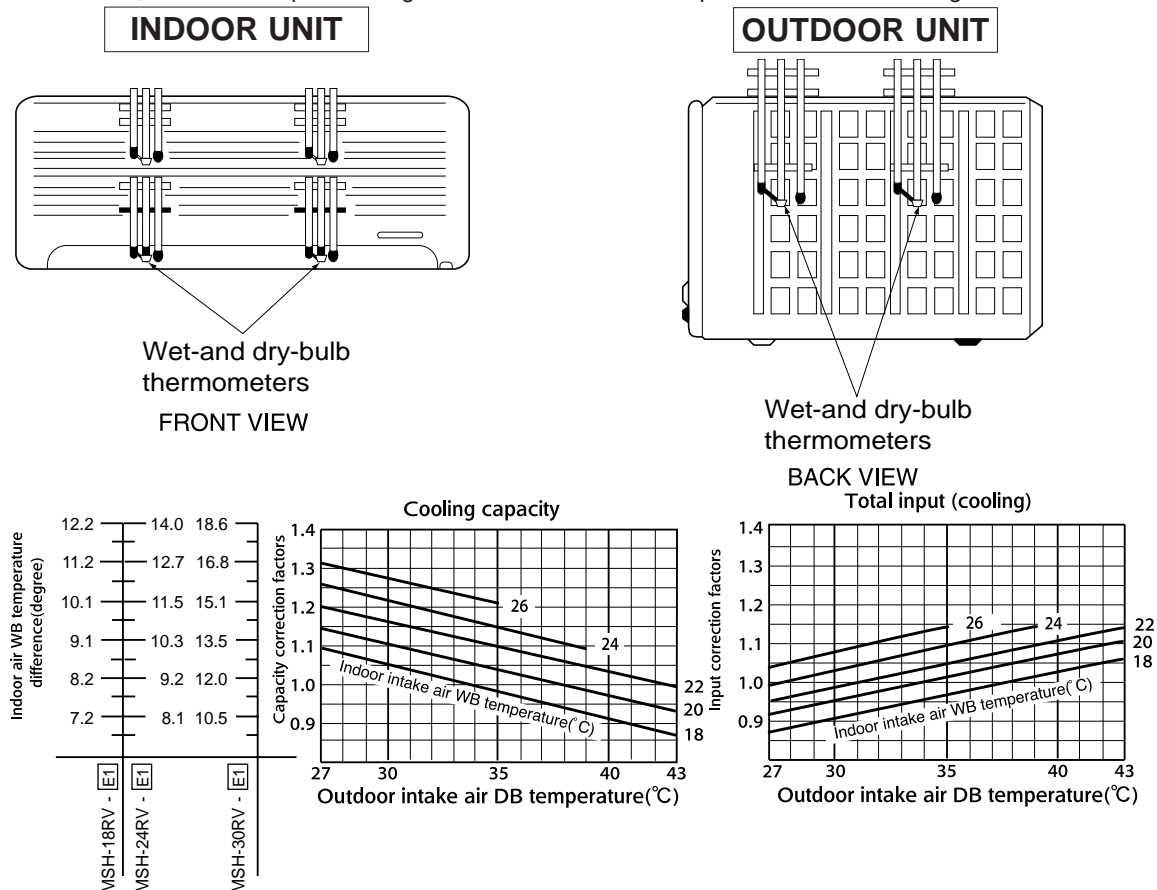 INDOOR UNIT
OUTDOOR UNIT
Wet-and dry-bulb
thermometers
FRONT VIEW
Wet-and dry-bulb
thermometers
BACK VIEW
Indoor air WB temperature
difference(degree)
12.2 14.0 18.6
11.2 12.7 16.8
10.1 11.5 15.1
9.1 10.3 13.5
8.2 9.2 12.0
7.2 8.1 10.5
MSH-18RV - E1
MSH-24RV - E1
MSH-30RV - E1
Cooling capacity
Capacity correction factors
1.4
1.3
1.2
1.1
1.0
0.9
26
24
22
20
18
Indoor intake air WB temperature(°C)
27 30 35 40 43
Outdoor intake air DB temperature(°C)
Total input (cooling)
Input correction factors
1.4
1.3
1.2
1.1
1.0
0.9
26
24
22
20
18
Indoor intake air WB temperature(°C)
27 30 35 40 43
Outdoor intake air DB temperature(°C)